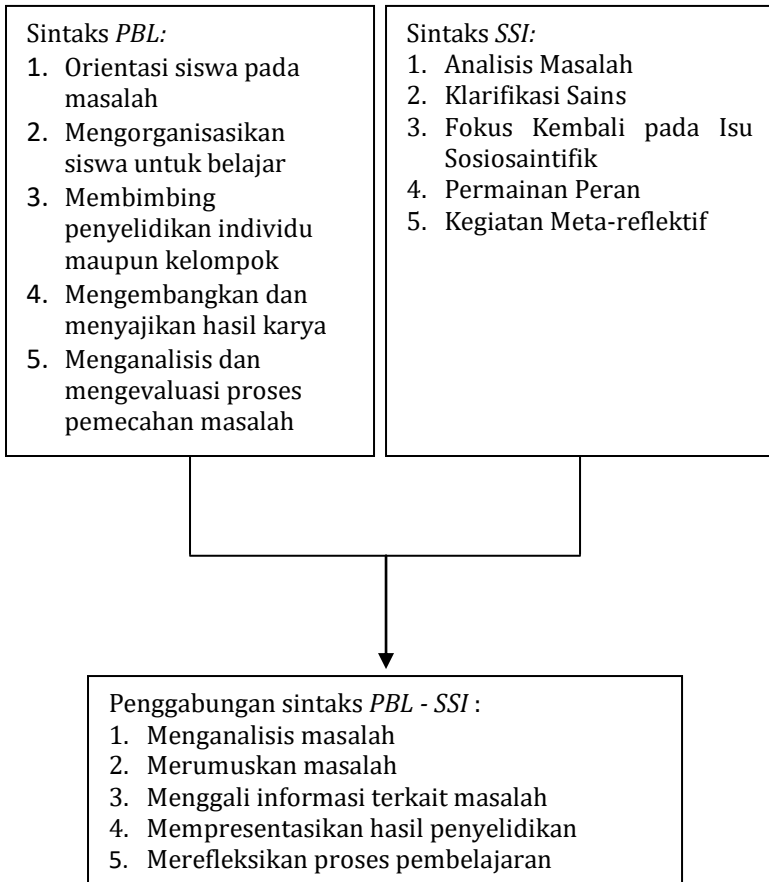 Sintaks PBL:
1. Orientasi siswa pada
masalah
2. Mengorganisasikan
siswa untuk belajar
3. Membimbing
penyelidikan individu
maupun kelompok
4. Mengembangkan dan
menyajikan hasil karya
5. Menganalisis dan
mengevaluasi proses
pemecahan masalah
Sintaks SSI:
1. Analisis Masalah
2. Klarifikasi Sains
3. Fokus Kembali pada Isu
Sosiosaintifik
4. Permainan Peran
5. Kegiatan Meta-reflektif
Penggabungan sintaks PBL - SSI :
1. Menganalisis masalah
2. Merumuskan masalah
3. Menggali informasi terkait masalah
4. Mempresentasikan hasil penyelidikan
5. Merefleksikan proses pembelajaran